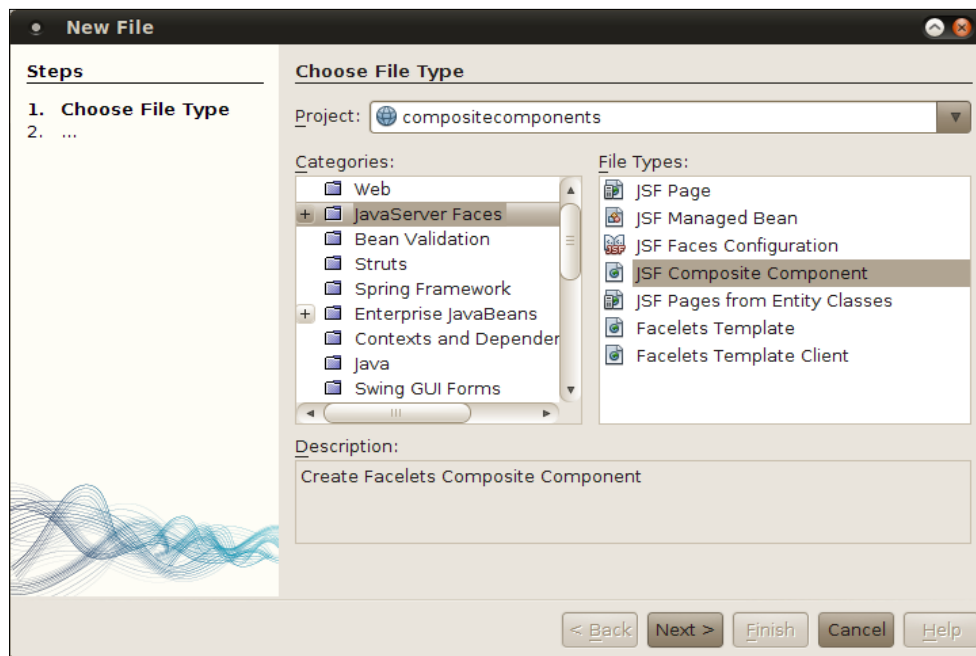 New File
Steps
1. Choose File Type
2. ...
Choose File Type
Project: compositecomponents
Categories:
Web
JavaServer Faces
Bean Validation
Struts
Spring Framework
Enterprise JavaBeans
Contexts and Depender
Java
Swing GUI Forms
File Types:
JSF Page
JSF Managed Bean
JSF Faces Configuration
JSF Composite Component
JSF Pages from Entity Classes
Facelets Template
Facelets Template Client
Description:
Create Facelets Composite Component
< Back Next > Finish Cancel Help